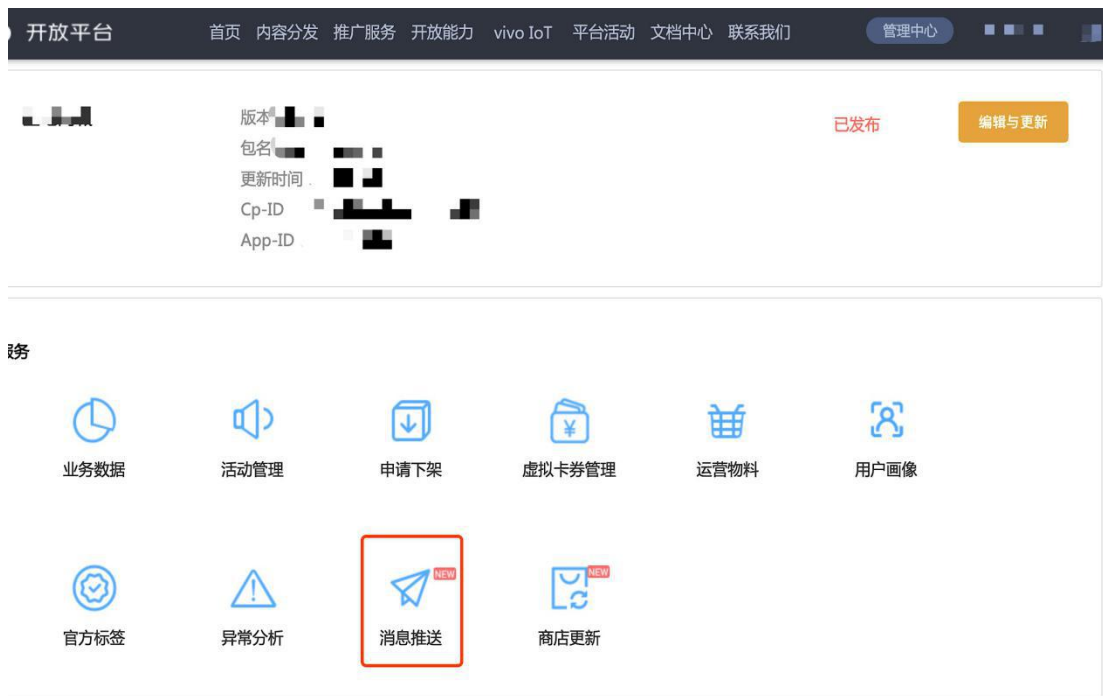 开放平台 首页 内容分发 推广服务 开放能力 vivo IoT 平台活动 文档中心 联系我们 管理中心
版本
包名
更新时间
Cp-ID
App-ID
已发布 编辑与更新
服务
业务数据 活动管理 申请下架 虚拟卡券管理 运营物料 用户画像
NEW NEW
官方标签 异常分析 消息推送 商店更新